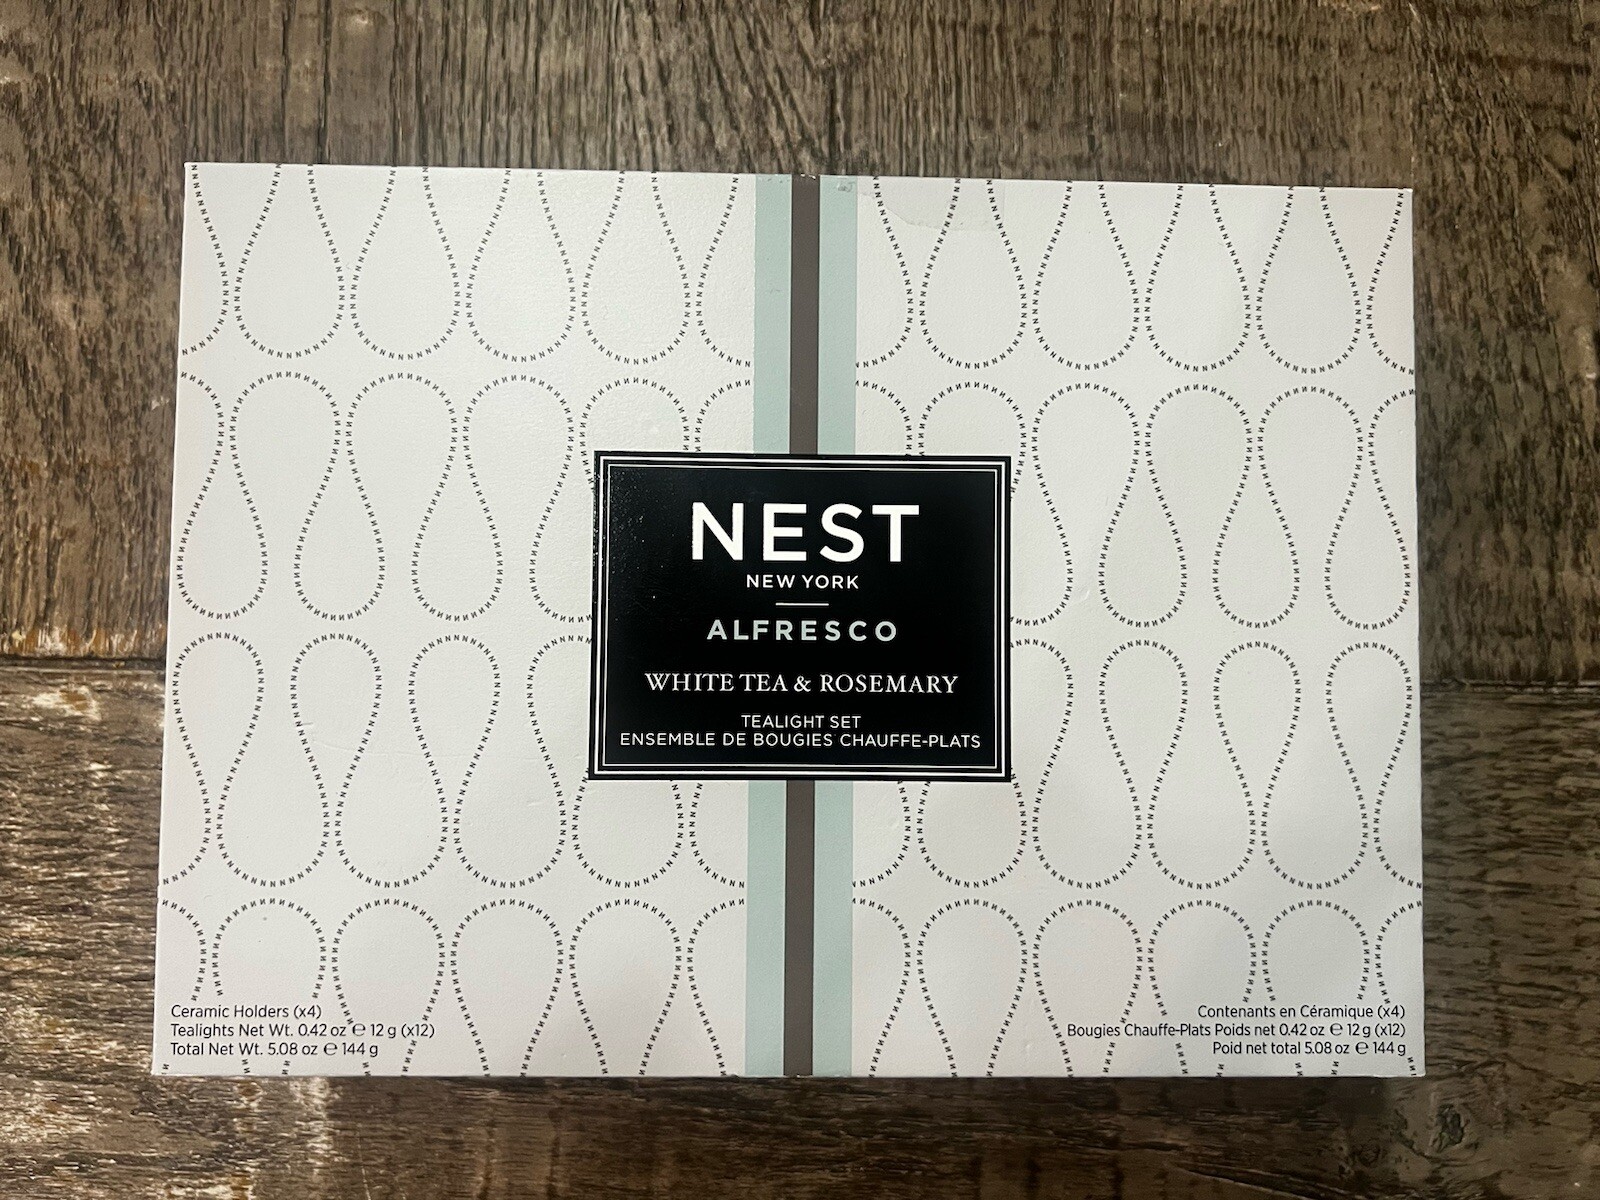 NEST
NEW YORK
ALFRESCO
WHITE TEA & ROSEMARY
TEALIGHT SET
ENSEMBLE DE BOUGIES CHAUFFE-PLATS
Ceramic Holders (x4)
Tealights Net Wt. 0.42 oz ℮ 12 g (x12)
Total Net Wt. 5.08 oz ℮ 144 g
Contenants en Céramique (x4)
Bougies Chauffe-Plats Poids net 0.42 oz ℮ 12 g (x12)
Poid net total 5.08 oz ℮ 144 g